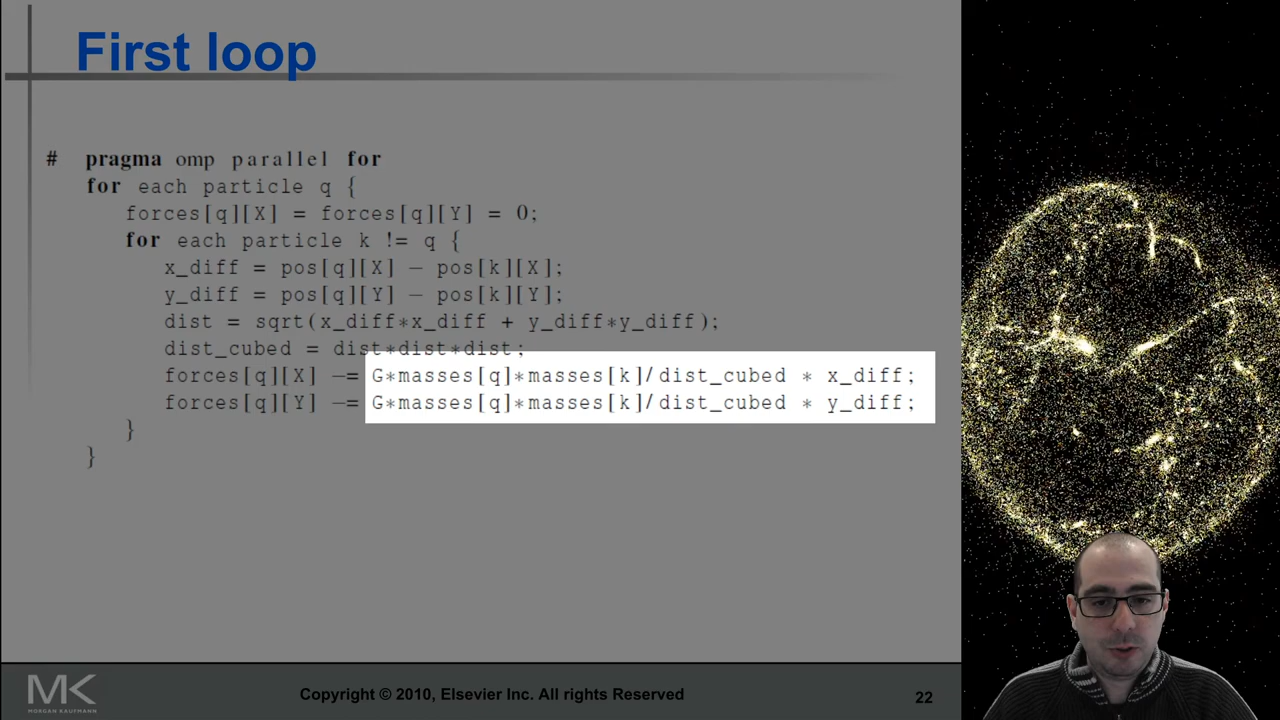 First loop
# pragma omp parallel for
for each particle q {
forces[q][X] = forces[q][Y] = 0;
for each particle k != q {
x_diff = pos[q][X] − pos[k][X];
y_diff = pos[q][Y] − pos[k][Y];
dist = sqrt(x_diff*x_diff + y_diff*y_diff);
dist_cubed = dist*dist*dist;
forces[q][X] −= G*masses[q]*masses[k]/dist_cubed * x_diff;
forces[q][Y] −= G*masses[q]*masses[k]/dist_cubed * y_diff;
}
}
MK
MORGAN KAUFMANN
Copyright © 2010, Elsevier Inc. All rights Reserved
22